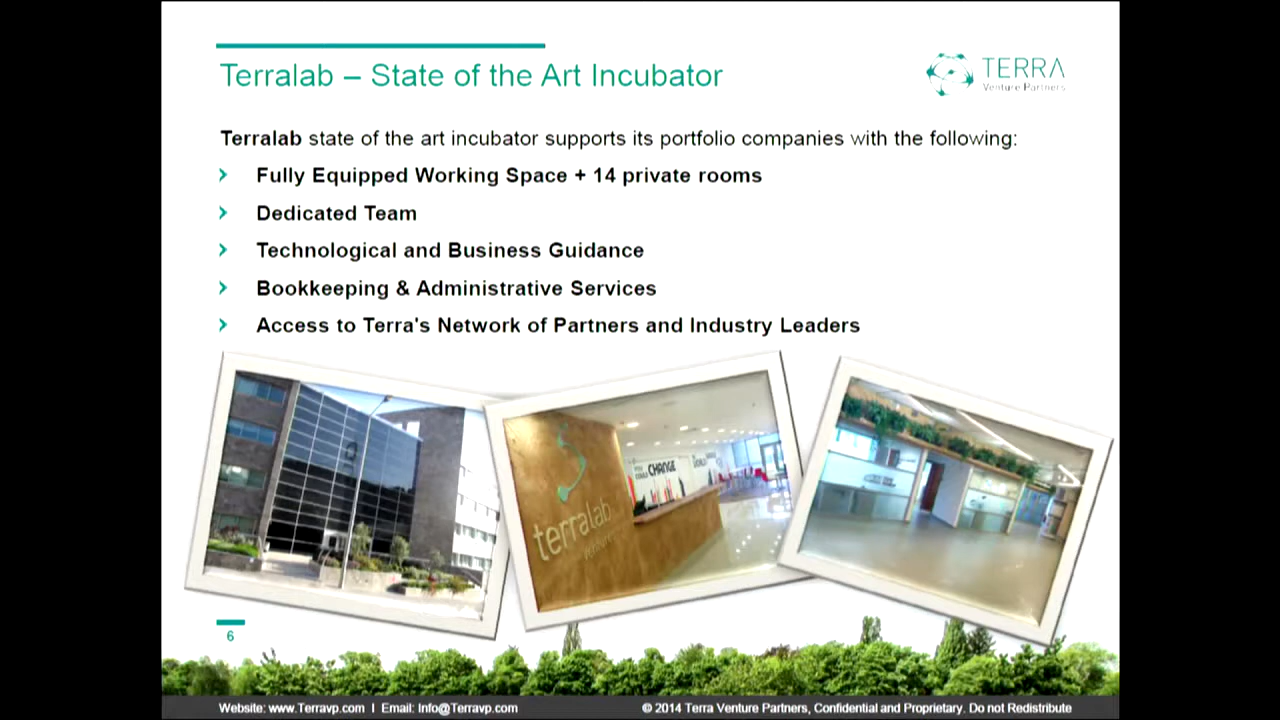 Terralab – State of the Art Incubator
TERRA
Venture Partners
Terralab state of the art incubator supports its portfolio companies with the following:
› Fully Equipped Working Space + 14 private rooms
› Dedicated Team
› Technological and Business Guidance
› Bookkeeping & Administrative Services
› Access to Terra's Network of Partners and Industry Leaders
CHANGE
terralab
Ventures
6
Website: www.Terravp.com I Email: Info@Terravp.com
© 2014 Terra Venture Partners, Confidential and Proprietary. Do not Redistribute